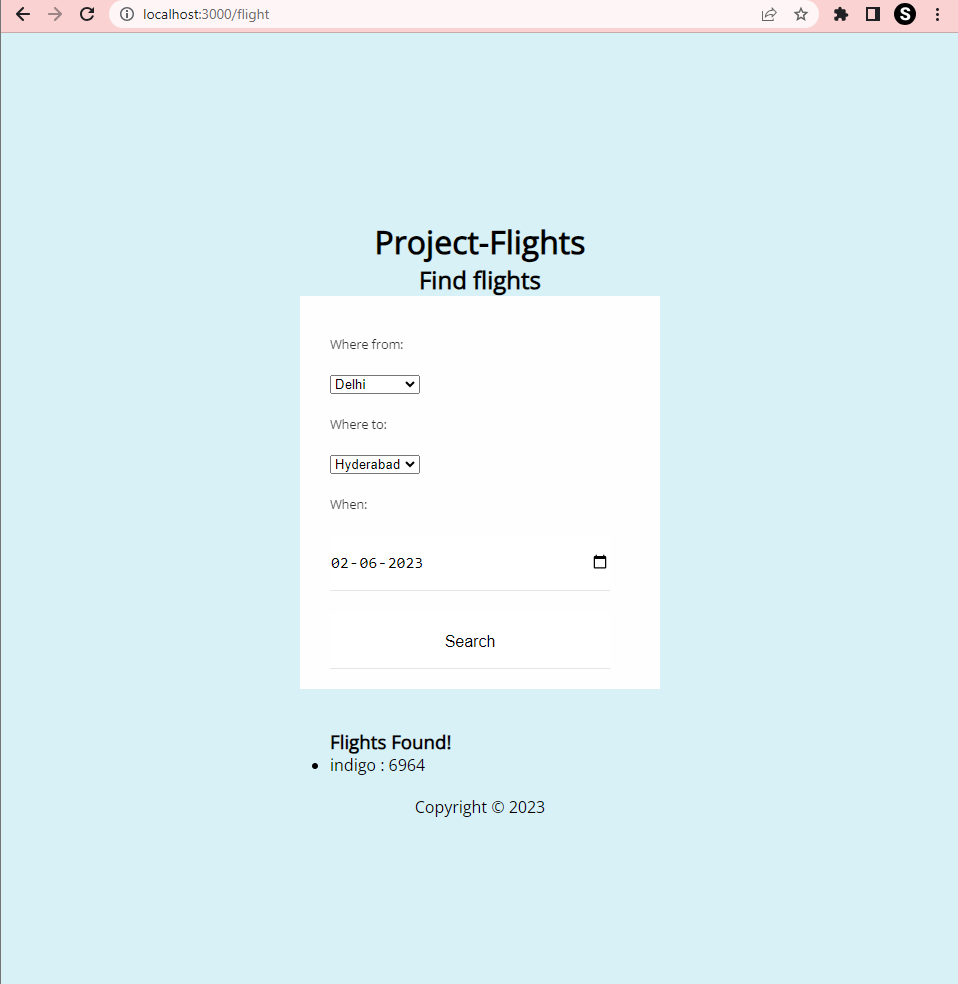 localhost:3000/flight
S
Project-Flights
Find flights
Where from:
Delhi
Where to:
Hyderabad
When:
02-06-2023
Search
Flights Found!
indigo : 6964
Copyright © 2023